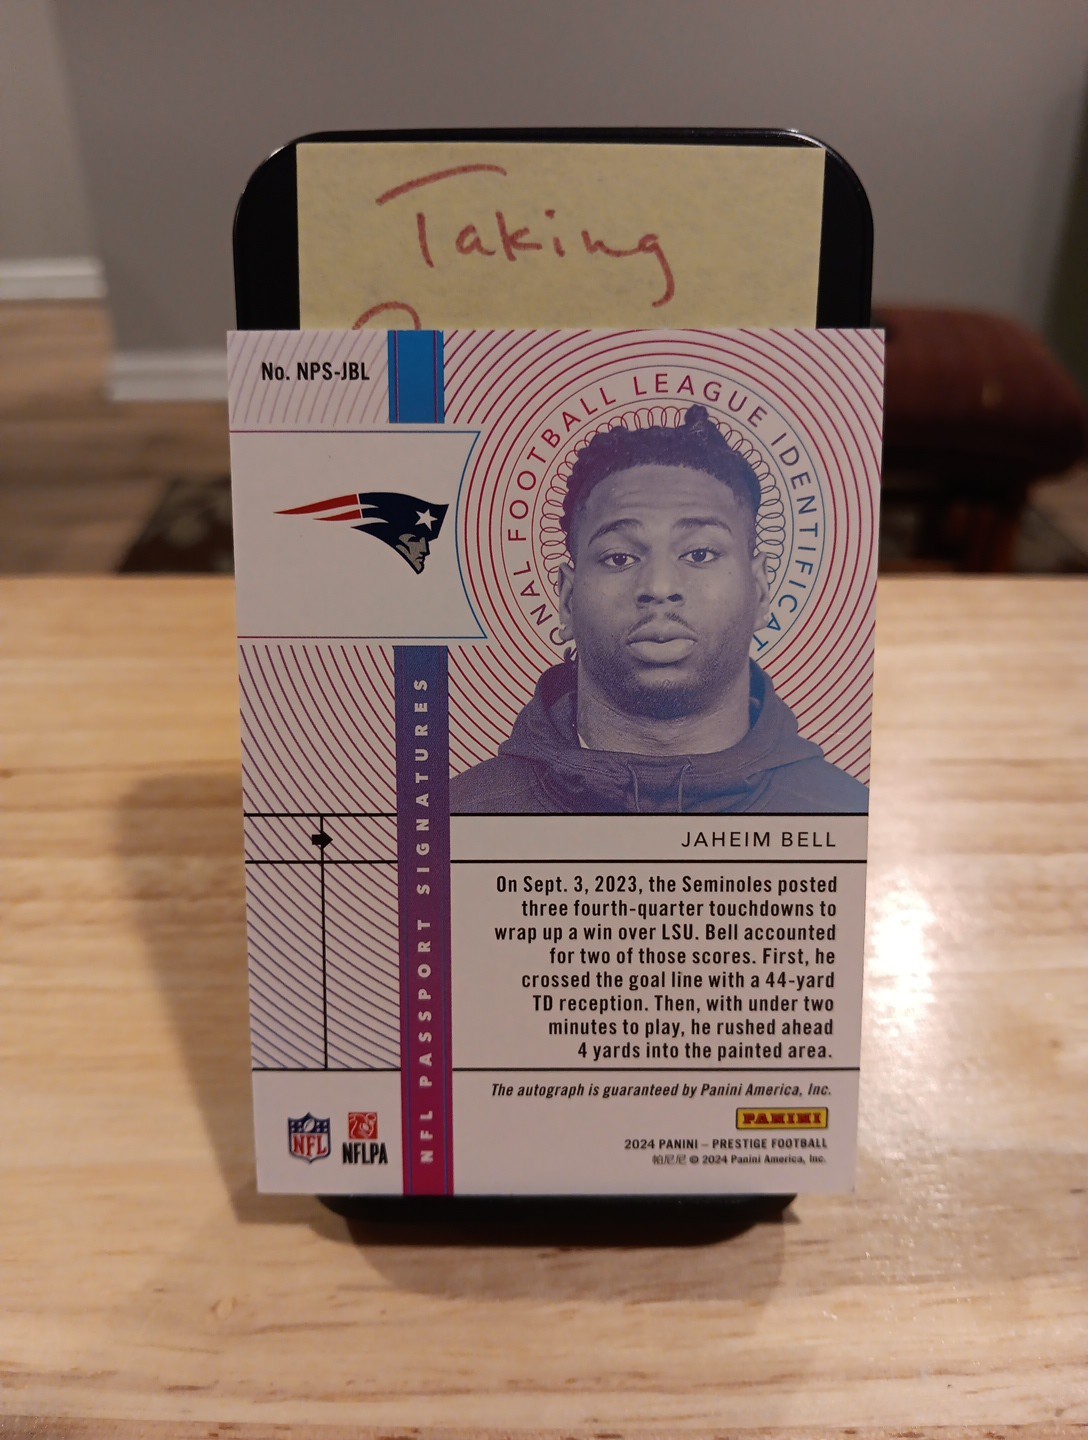 Taking
No. NPS-JBL
ONAL FOOTBALL LEAGUE IDENTIFICAT
NFL PASSPORT SIGNATURES
JAHEIM BELL
On Sept. 3, 2023, the Seminoles posted
three fourth-quarter touchdowns to
wrap up a win over LSU. Bell accounted
for two of those scores. First, he
crossed the goal line with a 44-yard
TD reception. Then, with under two
minutes to play, he rushed ahead
4 yards into the painted area.
The autograph is guaranteed by Panini America, Inc.
PANINI
2024 PANINI – PRESTIGE FOOTBALL
帕尼尼 © 2024 Panini America, Inc.
NFL
NFLPA